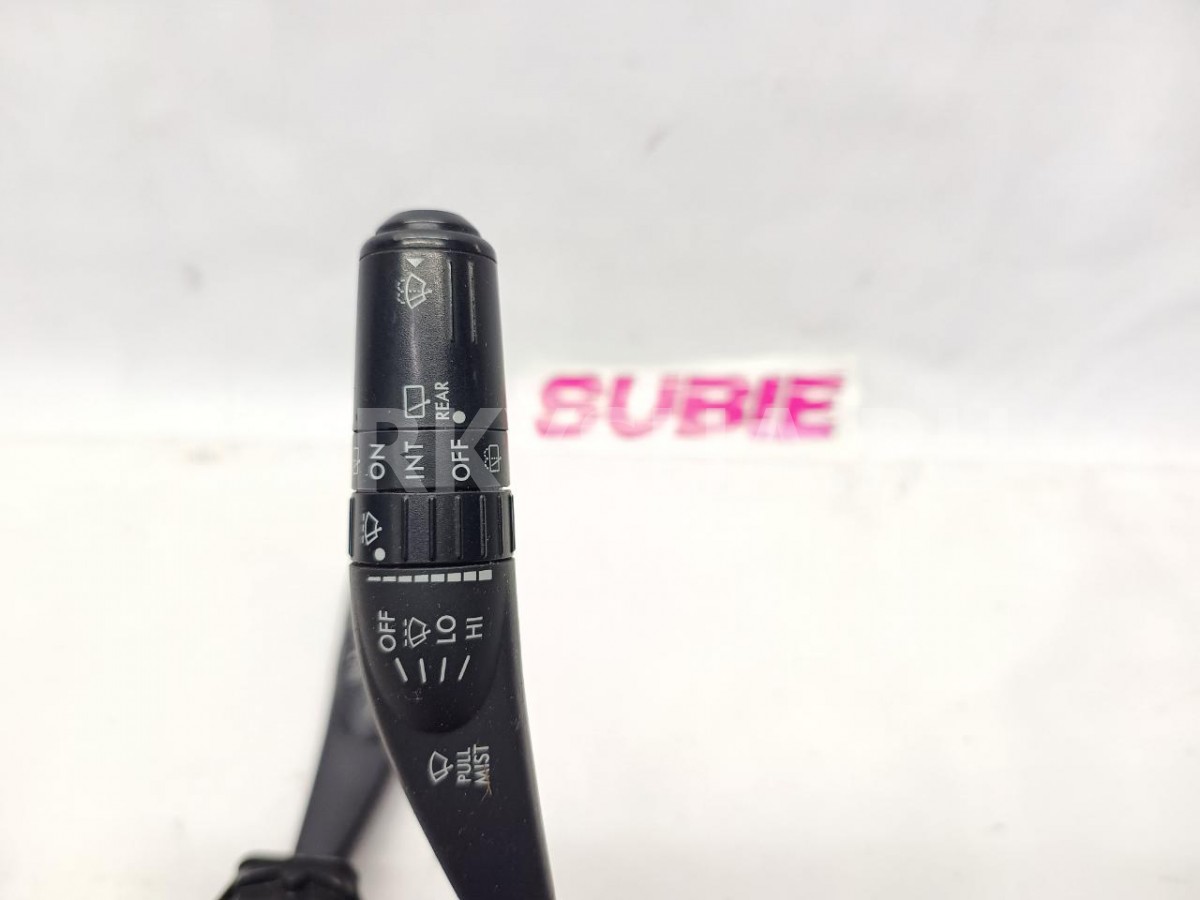 REAR
ON
INT
OFF
SUBIE
OFF
LO
HI
PULL
MIST